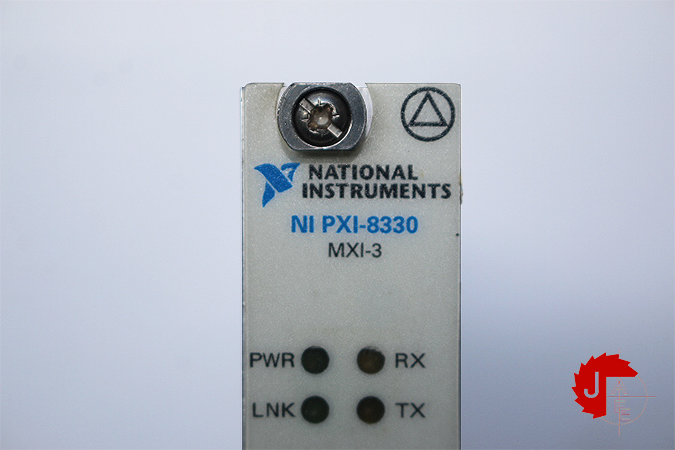 NATIONAL
INSTRUMENTS
NI PXI-8330
MXI-3
PWR RX
LNK TX
J